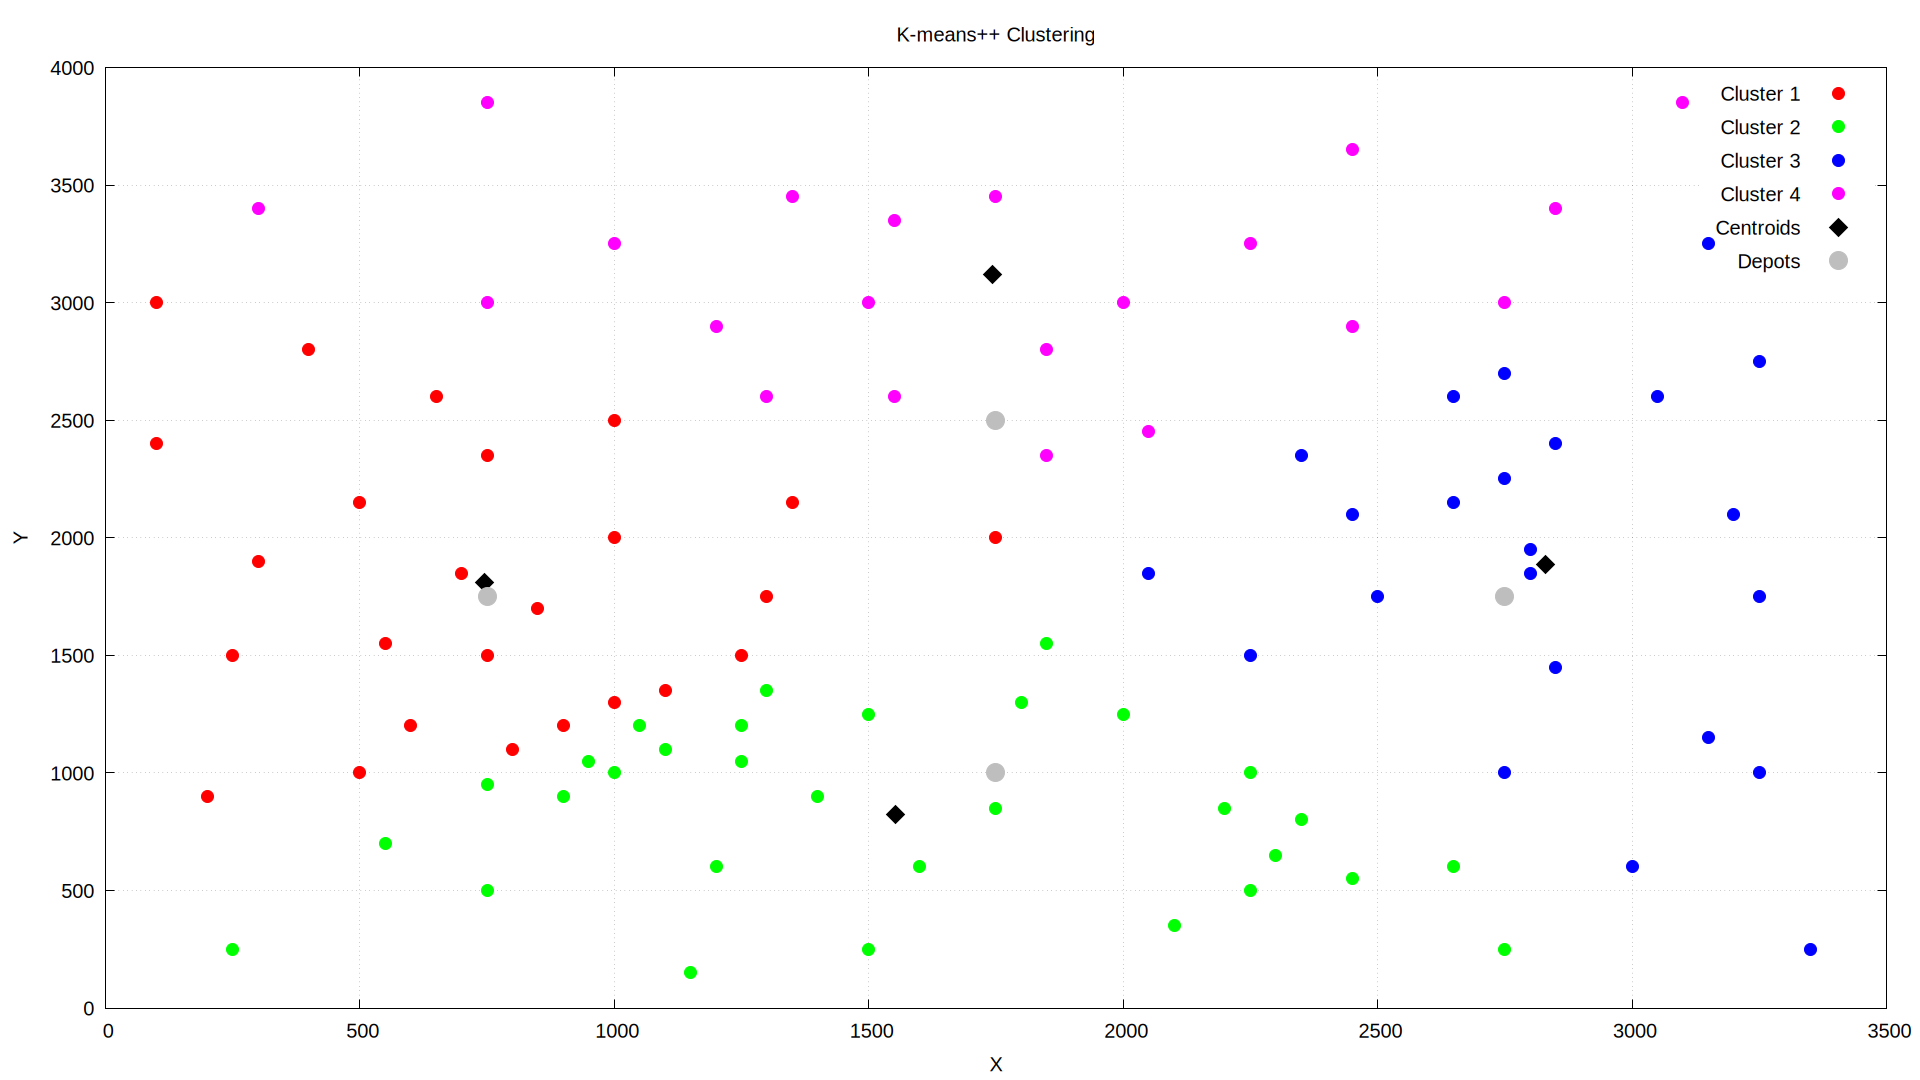 K-means++ Clustering
4000
3500
3000
2500
2000
1500
1000
500
0
Y
Cluster 1
Cluster 2
Cluster 3
Cluster 4
Centroids
Depots
0 500 1000 1500 2000 2500 3000 3500
X